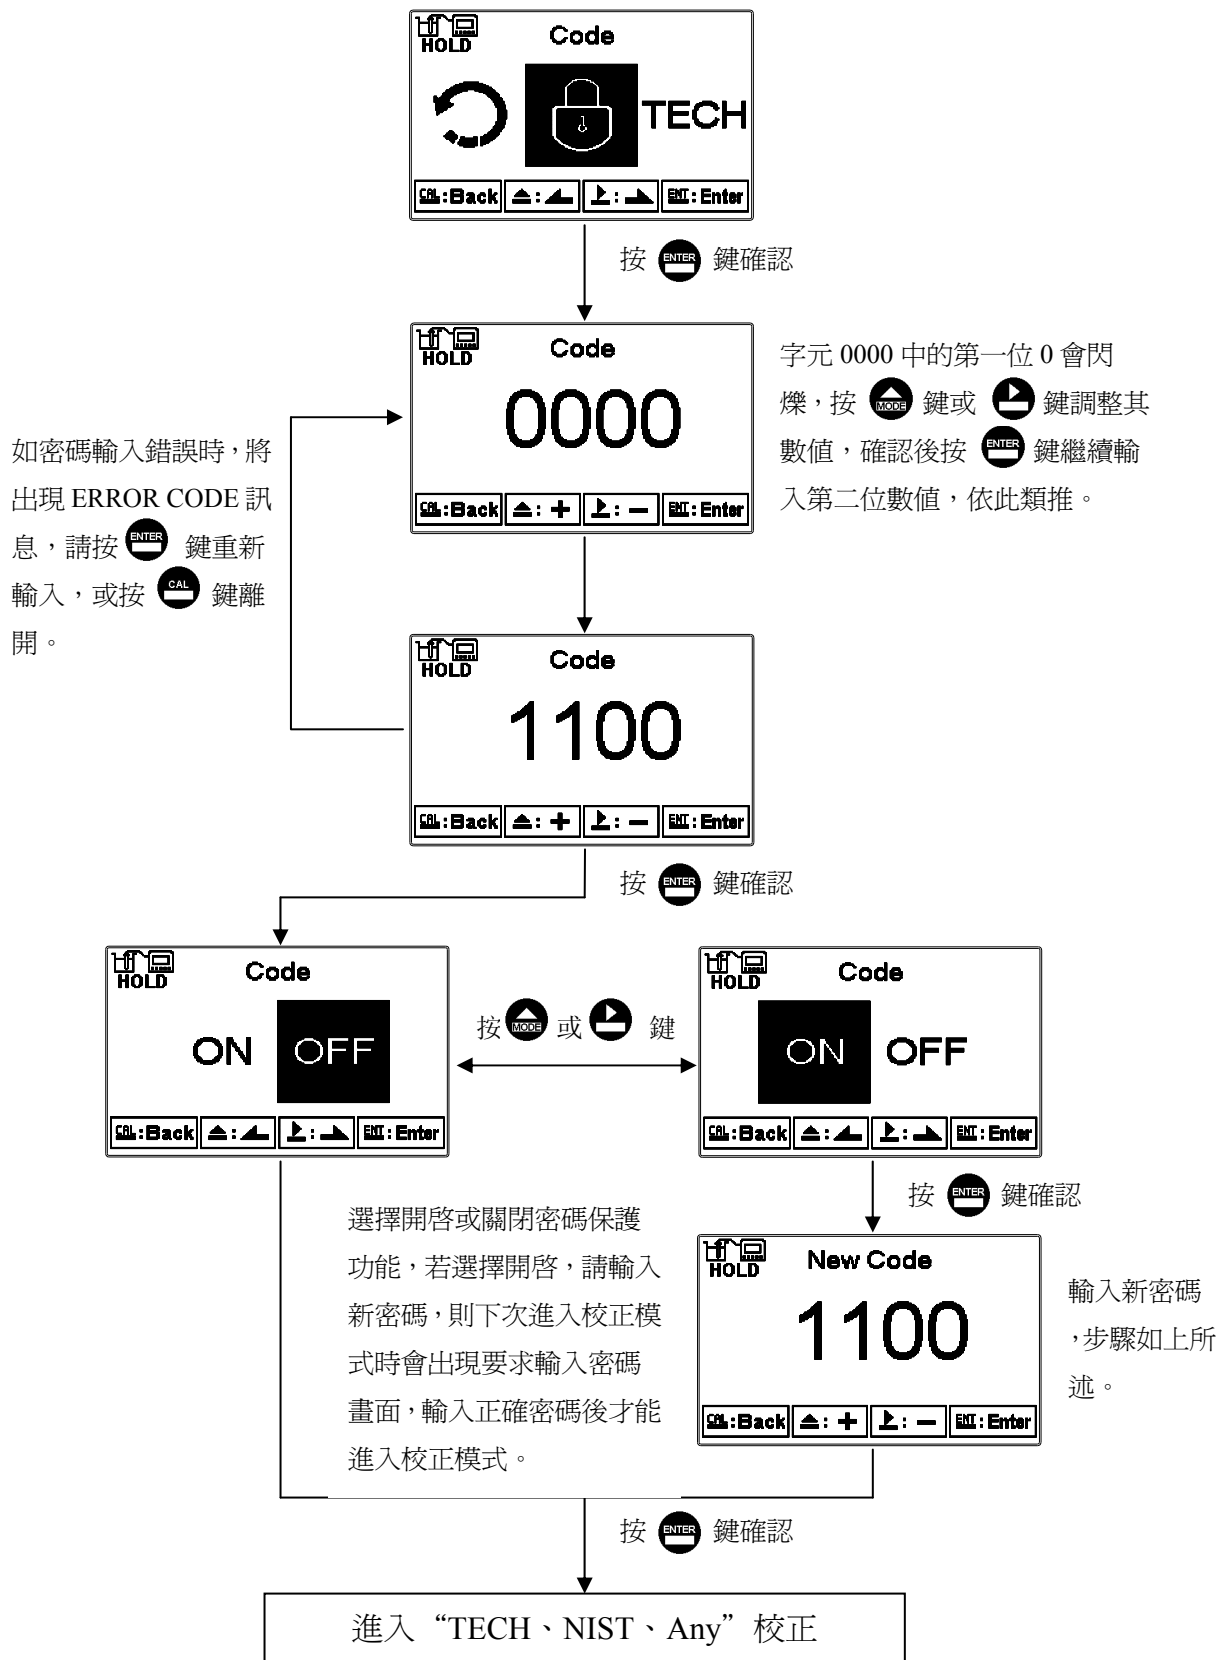 HOLD
Code
TECH
CAL:Back
ENT:Enter
按 ENTER 鍵確認
HOLD
Code
0000
CAL:Back
: +
: −
ENT:Enter
字元 0000 中的第一位 0 會閃
爍，按 MODE 鍵或 鍵調整其
數值，確認後按 ENTER 鍵繼續輸
入第二位數值，依此類推。
如密碼輸入錯誤時，將
出現 ERROR CODE 訊
息，請按 ENTER 鍵重新
輸入，或按 CAL 鍵離
開。
HOLD
Code
1100
CAL:Back
: +
: −
ENT:Enter
按 ENTER 鍵確認
HOLD
Code
ON OFF
CAL:Back
ENT:Enter
按 MODE 或 鍵
HOLD
Code
ON OFF
CAL:Back
ENT:Enter
按 ENTER 鍵確認
選擇開啓或關閉密碼保護
功能，若選擇開啓，請輸入
新密碼，則下次進入校正模
式時會出現要求輸入密碼
畫面，輸入正確密碼後才能
進入校正模式。
HOLD
New Code
1100
CAL:Back
: +
: −
ENT:Enter
輸入新密碼
，步驟如上所
述。
按 ENTER 鍵確認
進入“TECH、NIST、Any”校正